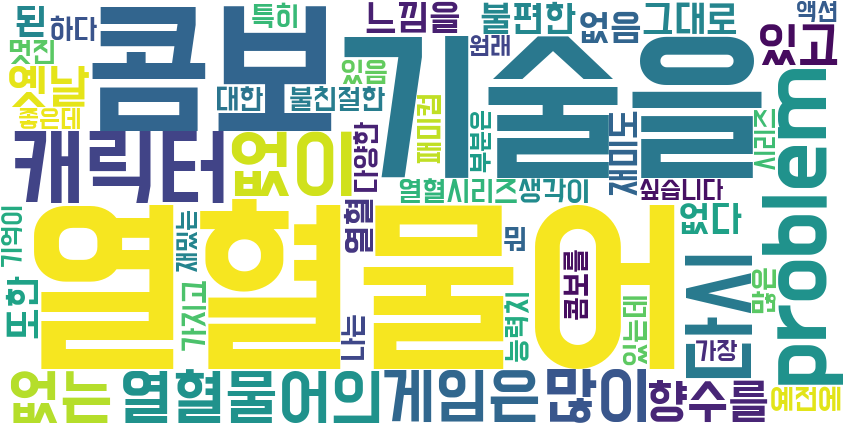 된 하다 특히 느낌을 불편한 없음 그대로 액션
멋진 콤보 기술을 원래 있고
옛날 좋은데 대한 불친절한 있음
캐릭터 없이 다양한 패미컴 부분은 재미도 시리즈 problem
열혈시리즈 생각이 싶습니다
기억이 재밌는 열혈 뭔 없다
열혈물어 콤보를 단시 많은
또한 가지고 나는 능력치 있는데 가장
없는 열혈물어의 게임은 많이 향수를 예전에